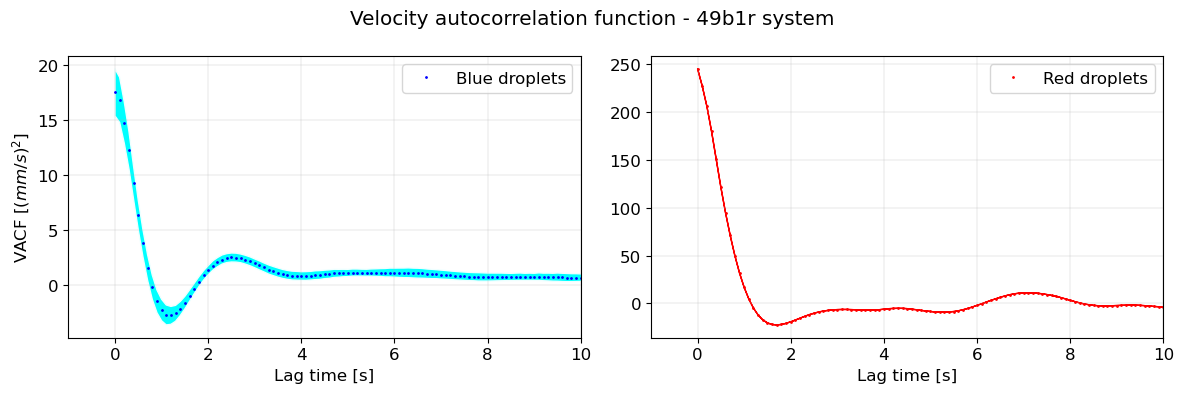 Velocity autocorrelation function - 49b1r system
VACF [(mm/s)²]
20
15
10
5
0
Blue droplets
0 2 4 6 8 10
Lag time [s]
250
200
150
100
50
0
Red droplets
0 2 4 6 8 10
Lag time [s]